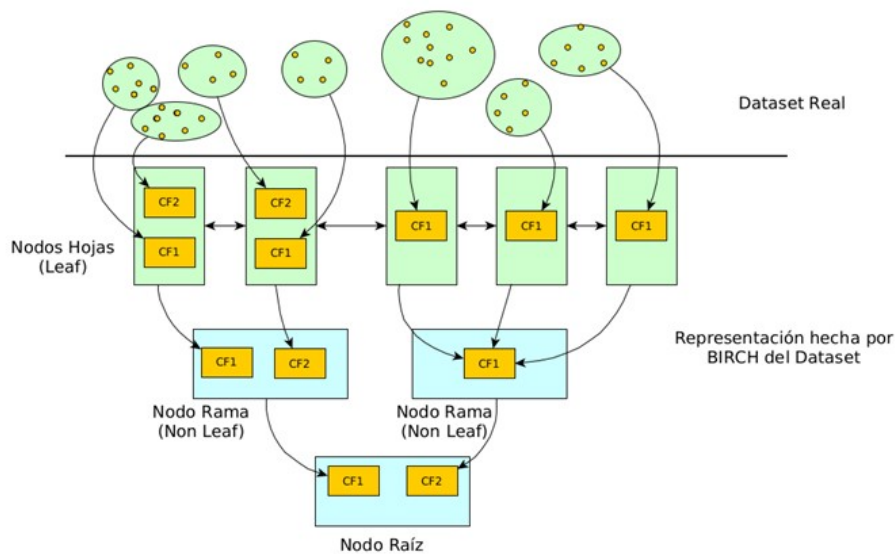 Dataset Real
CF2
CF2
CF1
CF1
CF1
CF1
CF1
Nodos Hojas
(Leaf)
Representación hecha por
BIRCH del Dataset
CF1
CF2
CF1
Nodo Rama
(Non Leaf)
Nodo Rama
(Non Leaf)
CF1
CF2
Nodo Raíz